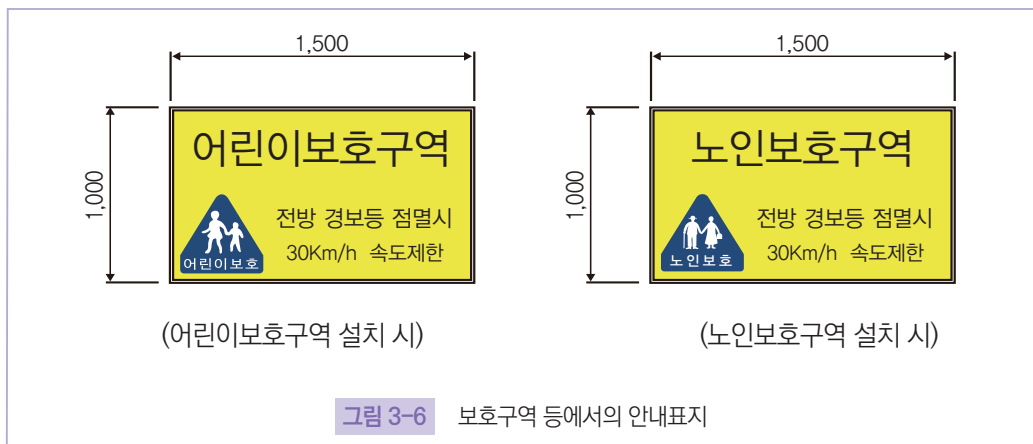 1,500
1,500
1,000
어린이보호구역
전방 경보등 점멸시
30Km/h 속도제한
어린이보호
1,000
노인보호구역
전방 경보등 점멸시
30Km/h 속도제한
노인보호
(어린이보호구역 설치 시)
(노인보호구역 설치 시)
그림 3-6 보호구역 등에서의 안내표지